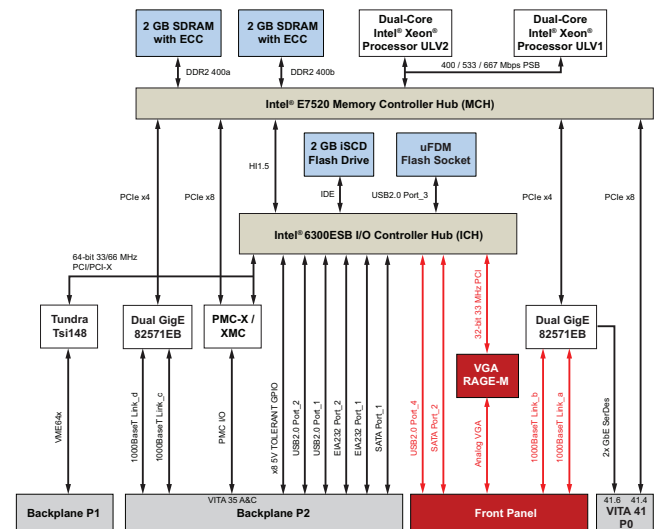 2 GB SDRAM
with ECC
2 GB SDRAM
with ECC
Dual-Core
Intel® Xeon®
Processor ULV2
Dual-Core
Intel® Xeon®
Processor ULV1
DDR2 400a
DDR2 400b
400 / 533 / 667 Mbps PSB
Intel® E7520 Memory Controller Hub (MCH)
PCIe x4
PCIe x8
HI1.5
2 GB iSCD
Flash Drive
uFDM
Flash Socket
IDE
USB2.0 Port_3
PCIe x4
PCIe x8
Intel® 6300ESB I/O Controller Hub (ICH)
64-bit 33/66 MHz
PCI/PCI-X
32-bit 33 MHz PCI
Tundra
Tsi148
Dual GigE
82571EB
PMC-X /
XMC
Dual GigE
82571EB
VGA
RAGE-M
VME64x
1000BaseT Link_d
1000BaseT Link_c
PMC I/O
x8 5V TOLERANT GPIO
USB2.0 Port_2
USB2.0 Port_1
EIA232 Port_2
EIA232 Port_1
SATA Port_1
USB2.0 Port_4
SATA Port_2
Analog VGA
1000BaseT Link_b
1000BaseT Link_a
2x GbE SerDes
Backplane P1
VITA 35 A&C
Backplane P2
Front Panel
41.6 41.4
VITA 41
P0